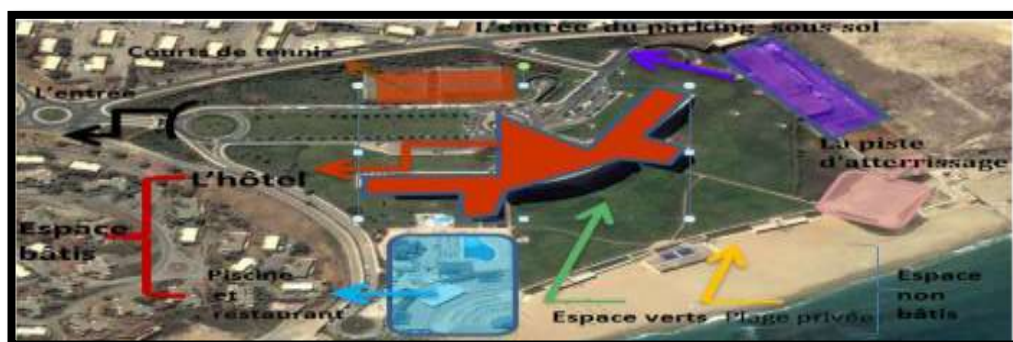 L'entrée du parking sous sol
Courts de tennis
L'entrée
La piste
d'atterrissage
L'hôtel
Espace
bâtis
Piscine
et
restaurant
Espace verts
Plage privée
Espace
non
bâtis